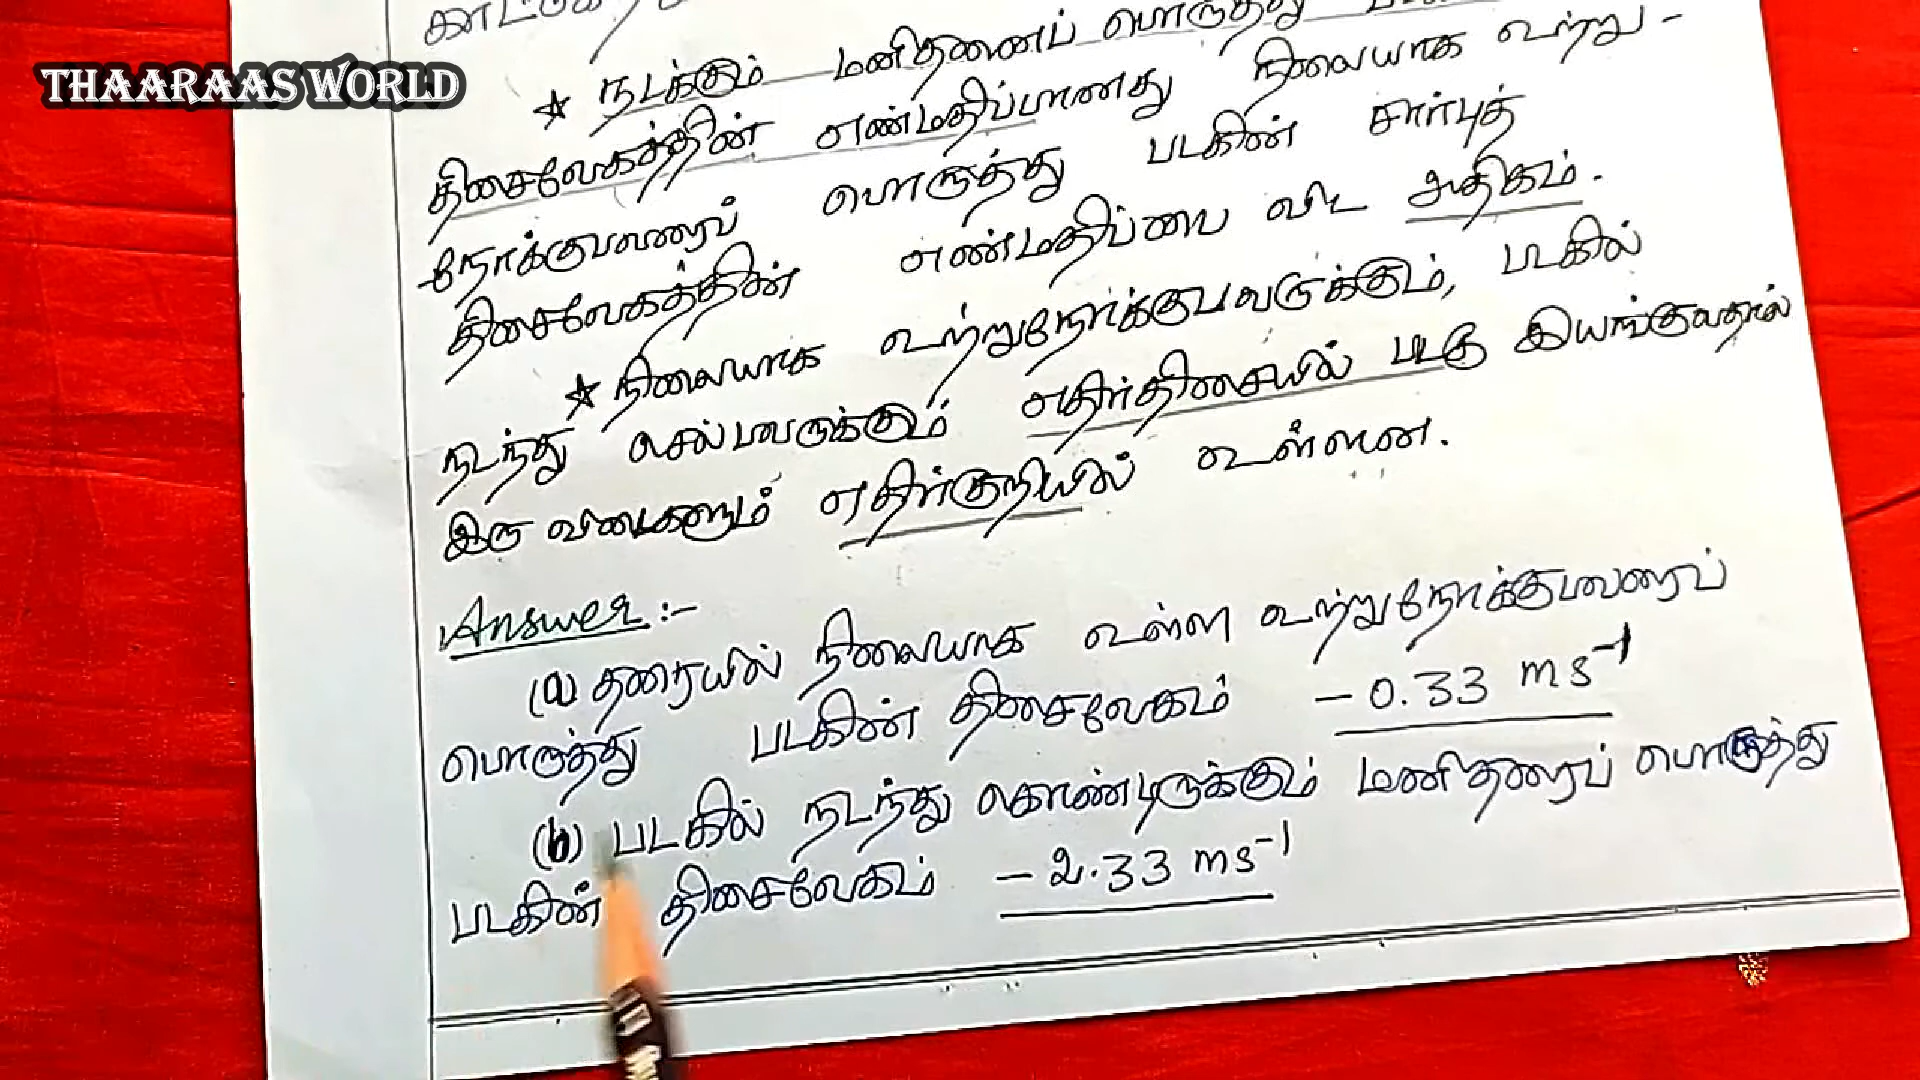 THAARAAS WORLD
★ நடக்கும் மனிதனைப் பொருத்து
திசைவேகத்தின் எண்மதிப்பானது நிலையாக உற்று-
நோக்குபவரைப் பொருத்து படகின் சார்புத்
திசைவேகத்தின் எண்மதிப்பை விட அதிகம்.
★ நிலையாக உற்றுநோக்குபவருக்கும், படகில்
நடந்து செல்பவருக்கும் எதிர்திசையில் படகு இயங்குவதால்
இரு விடைகளும் எதிர்குறியில் உள்ளன.
Answer :-
(a) தரையில் நிலையாக உள்ள உற்றுநோக்குபவரைப்
பொருத்து படகின் திசைவேகம் -0.33 ms⁻¹
(b) படகில் நடந்து கொண்டிருக்கும் மனிதரைப் பொருத்து
படகின் திசைவேகம் -2.33 ms⁻¹